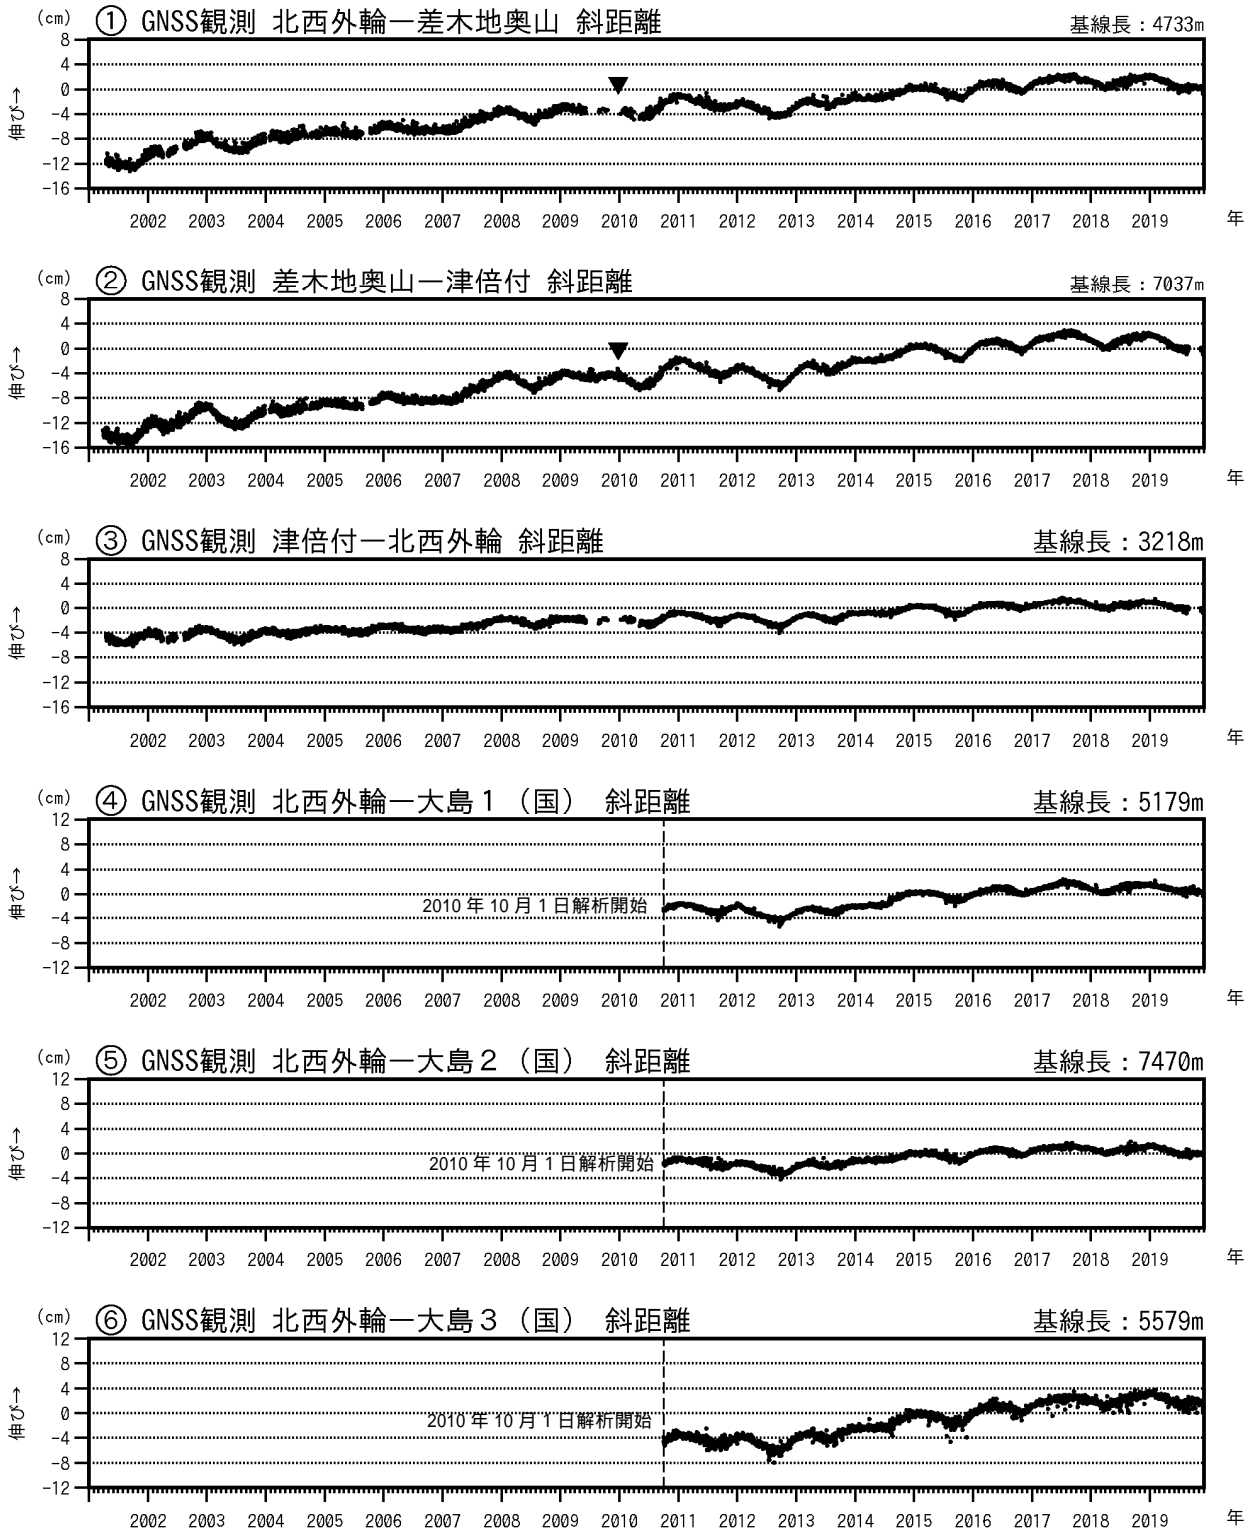 (cm) ① GNSS観測 北西外輪ー差木地奥山 斜距離 基線長:4733m
8
4
0
-4
-8
-12
-16
伸び→
2002 2003 2004 2005 2006 2007 2008 2009 2010 2011 2012 2013 2014 2015 2016 2017 2018 2019 年
(cm) ② GNSS観測 差木地奥山ー津倍付 斜距離 基線長:7037m
8
4
0
-4
-8
-12
-16
伸び→
2002 2003 2004 2005 2006 2007 2008 2009 2010 2011 2012 2013 2014 2015 2016 2017 2018 2019 年
(cm) ③ GNSS観測 津倍付ー北西外輪 斜距離 基線長:3218m
8
4
0
-4
-8
-12
-16
伸び→
2002 2003 2004 2005 2006 2007 2008 2009 2010 2011 2012 2013 2014 2015 2016 2017 2018 2019 年
(cm) ④ GNSS観測 北西外輪ー大島1(国) 斜距離 基線長:5179m
12
8
4
0
-4
-8
-12
伸び→
2010年10月1日解析開始
2002 2003 2004 2005 2006 2007 2008 2009 2010 2011 2012 2013 2014 2015 2016 2017 2018 2019 年
(cm) ⑤ GNSS観測 北西外輪ー大島2(国) 斜距離 基線長:7470m
12
8
4
0
-4
-8
-12
伸び→
2010年10月1日解析開始
2002 2003 2004 2005 2006 2007 2008 2009 2010 2011 2012 2013 2014 2015 2016 2017 2018 2019 年
(cm) ⑥ GNSS観測 北西外輪ー大島3(国) 斜距離 基線長:5579m
12
8
4
0
-4
-8
-12
伸び→
2010年10月1日解析開始
2002 2003 2004 2005 2006 2007 2008 2009 2010 2011 2012 2013 2014 2015 2016 2017 2018 2019 年